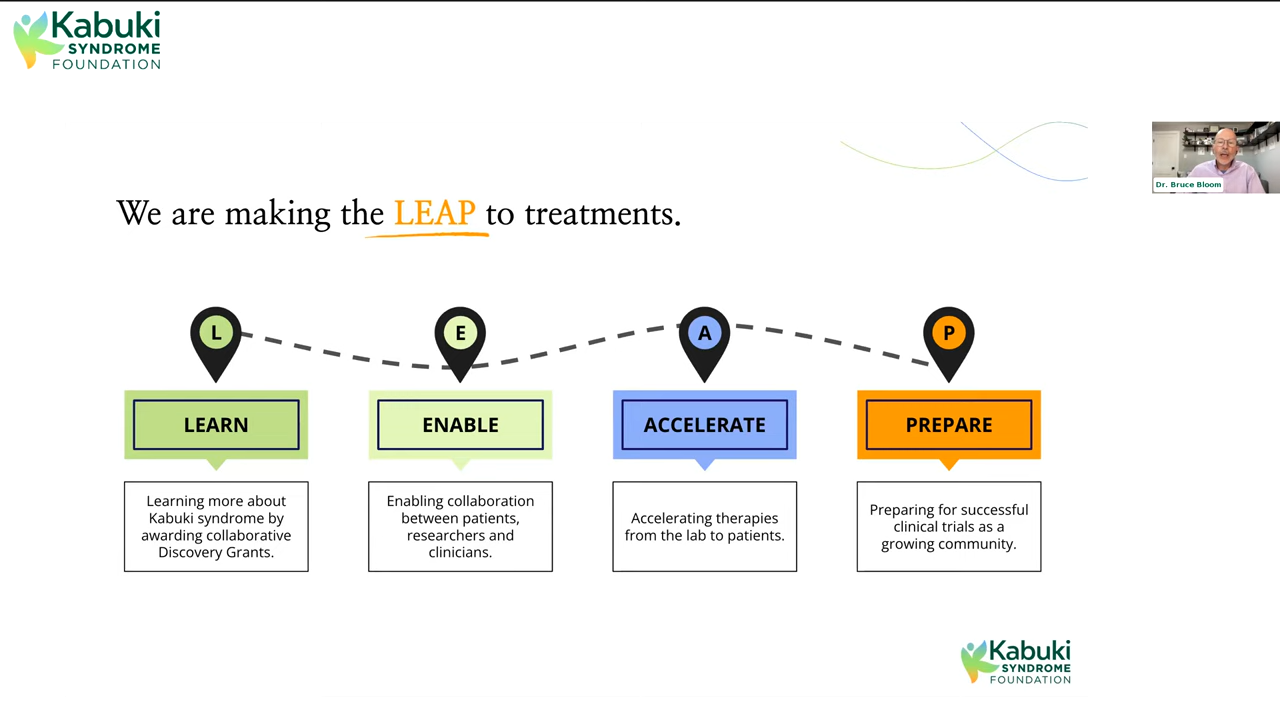 Kabuki
SYNDROME
FOUNDATION
Dr. Bruce Bloom
We are making the LEAP to treatments.
L
E
A
P
LEARN
ENABLE
ACCELERATE
PREPARE
Learning more about
Kabuki syndrome by
awarding collaborative
Discovery Grants.
Enabling collaboration
between patients,
researchers and
clinicians.
Accelerating therapies
from the lab to patients.
Preparing for successful
clinical trials as a
growing community.
Kabuki
SYNDROME
FOUNDATION